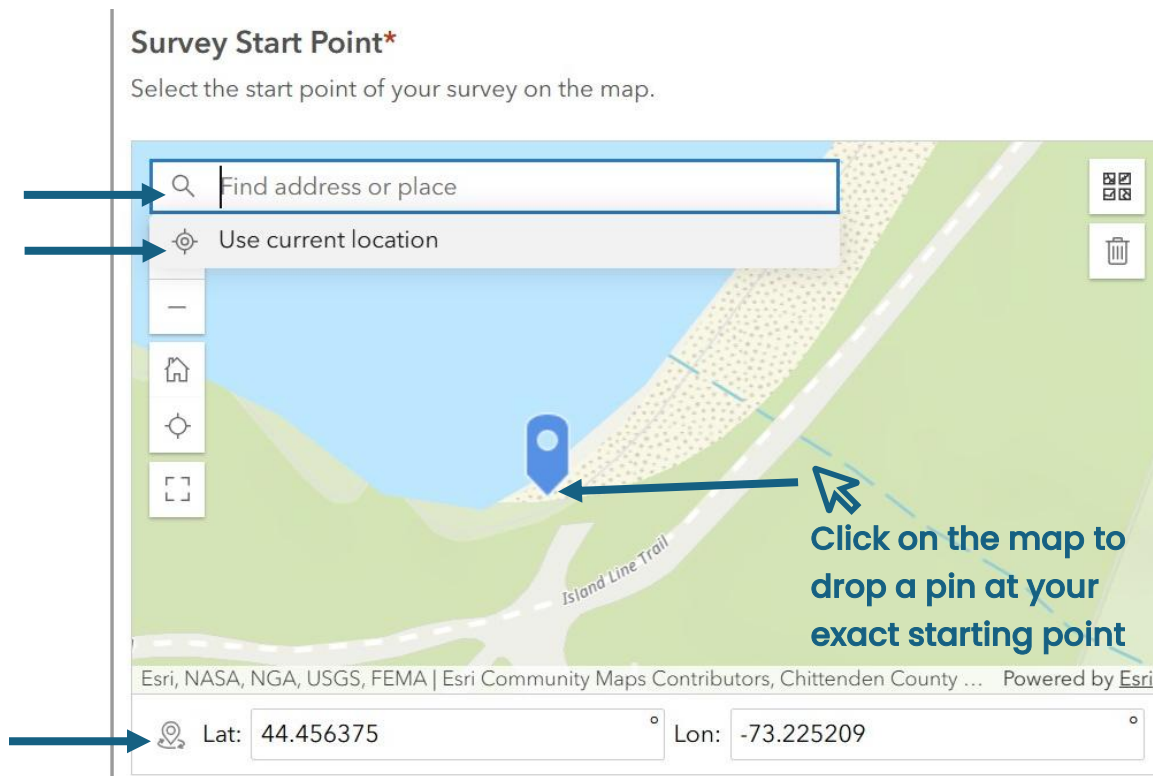 Survey Start Point*
Select the start point of your survey on the map.
Find address or place
Use current location
Island Line Trail
Click on the map to
drop a pin at your
exact starting point
Esri, NASA, NGA, USGS, FEMA | Esri Community Maps Contributors, Chittenden County ... Powered by Esri
Lat: 44.456375 ° Lon: -73.225209 °